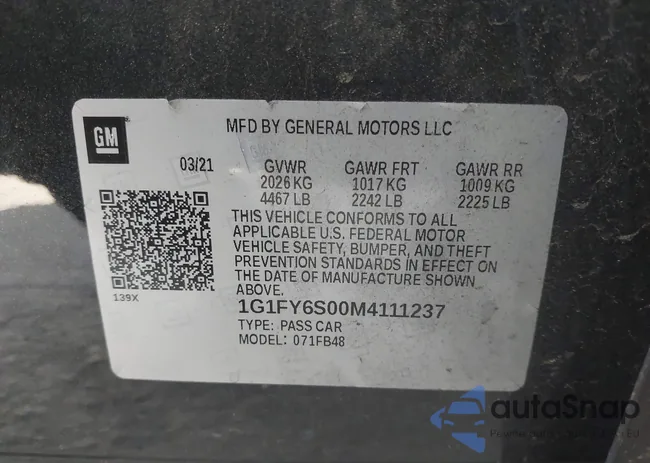 GM
MFD BY GENERAL MOTORS LLC
03/21 GVWR GAWR FRT GAWR RR
2026 KG 1017 KG 1009 KG
4467 LB 2242 LB 2225 LB
THIS VEHICLE CONFORMS TO ALL
APPLICABLE U.S. FEDERAL MOTOR
VEHICLE SAFETY, BUMPER, AND THEFT
PREVENTION STANDARDS IN EFFECT ON
THE DATE OF MANUFACTURE SHOWN
ABOVE.
139X
1G1FY6S00M4111237
TYPE: PASS CAR
MODEL: 071FB48
autoSnap